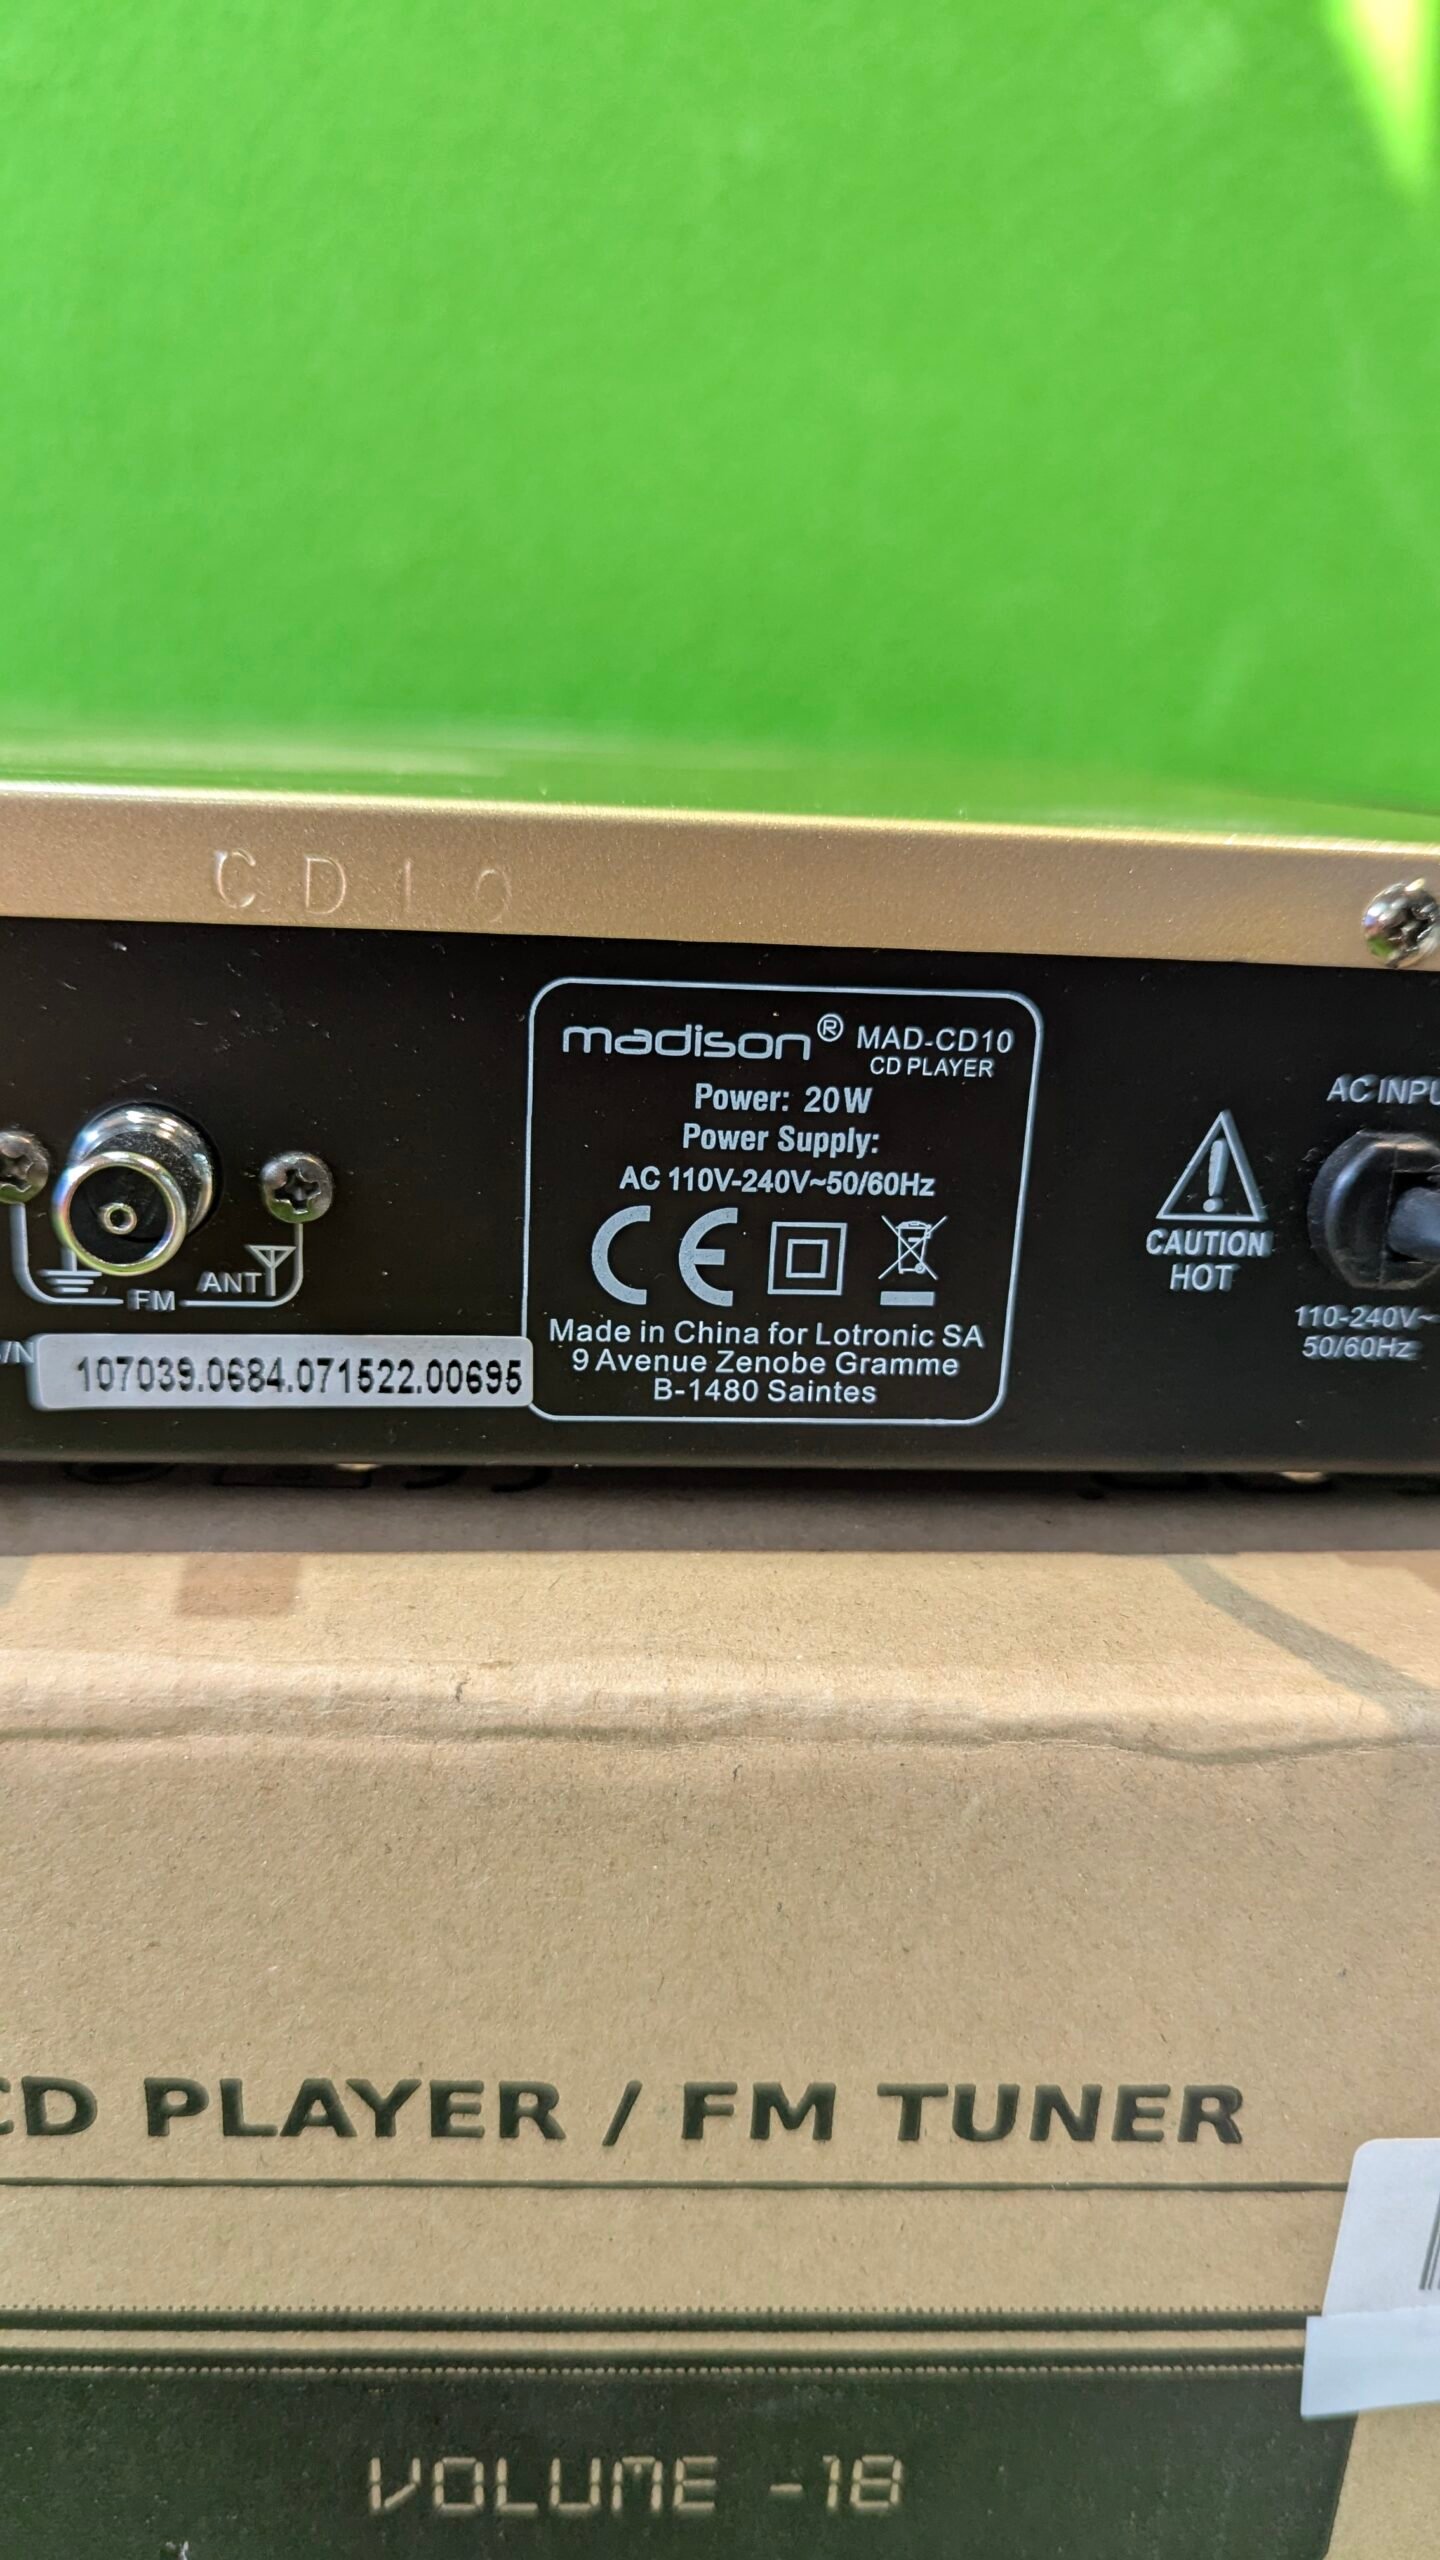 CD10
madison® MAD-CD10
CD PLAYER
Power: 20W
Power Supply:
AC 110V-240V~50/60Hz
CE
Made in China for Lotronic SA
9 Avenue Zenobe Gramme
B-1480 Saintes
FM
ANT
S/N
107039.0684.071522.00695
CAUTION
HOT
AC INPU
110-240V~
50/60Hz
CD PLAYER / FM TUNER
VOLUME -18